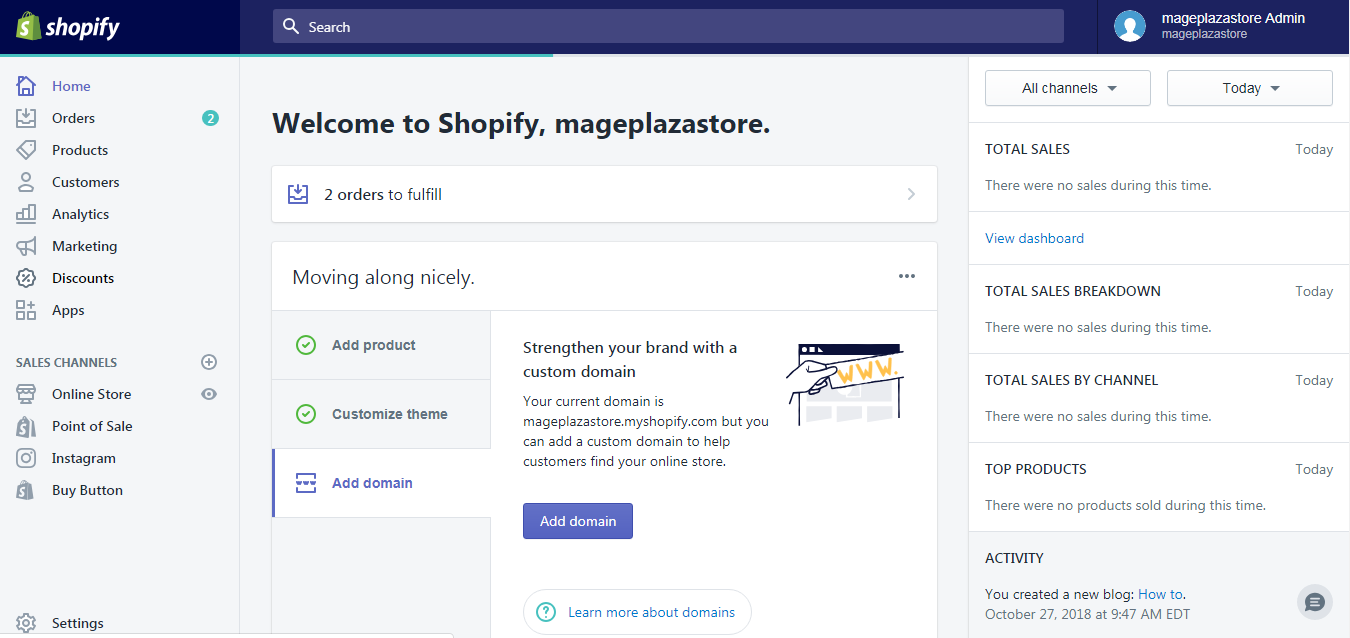 shopify
Search
mageplazastore Admin
mageplazastore
Home
Orders
2
Products
Customers
Analytics
Marketing
Discounts
Apps
SALES CHANNELS
Online Store
Point of Sale
Instagram
Buy Button
Settings
Welcome to Shopify, mageplazastore.
2 orders to fulfill
Moving along nicely.
Add product
Customize theme
Add domain
Strengthen your brand with a
custom domain
Your current domain is
mageplazastore.myshopify.com but you
can add a custom domain to help
customers find your online store.
WWW.
Add domain
Learn more about domains
All channels
Today
TOTAL SALES Today
There were no sales during this time.
View dashboard
TOTAL SALES BREAKDOWN Today
There were no sales during this time.
TOTAL SALES BY CHANNEL Today
There were no sales during this time.
TOP PRODUCTS Today
There were no products sold during this time.
ACTIVITY
You created a new blog: How to.
October 27, 2018 at 9:47 AM EDT